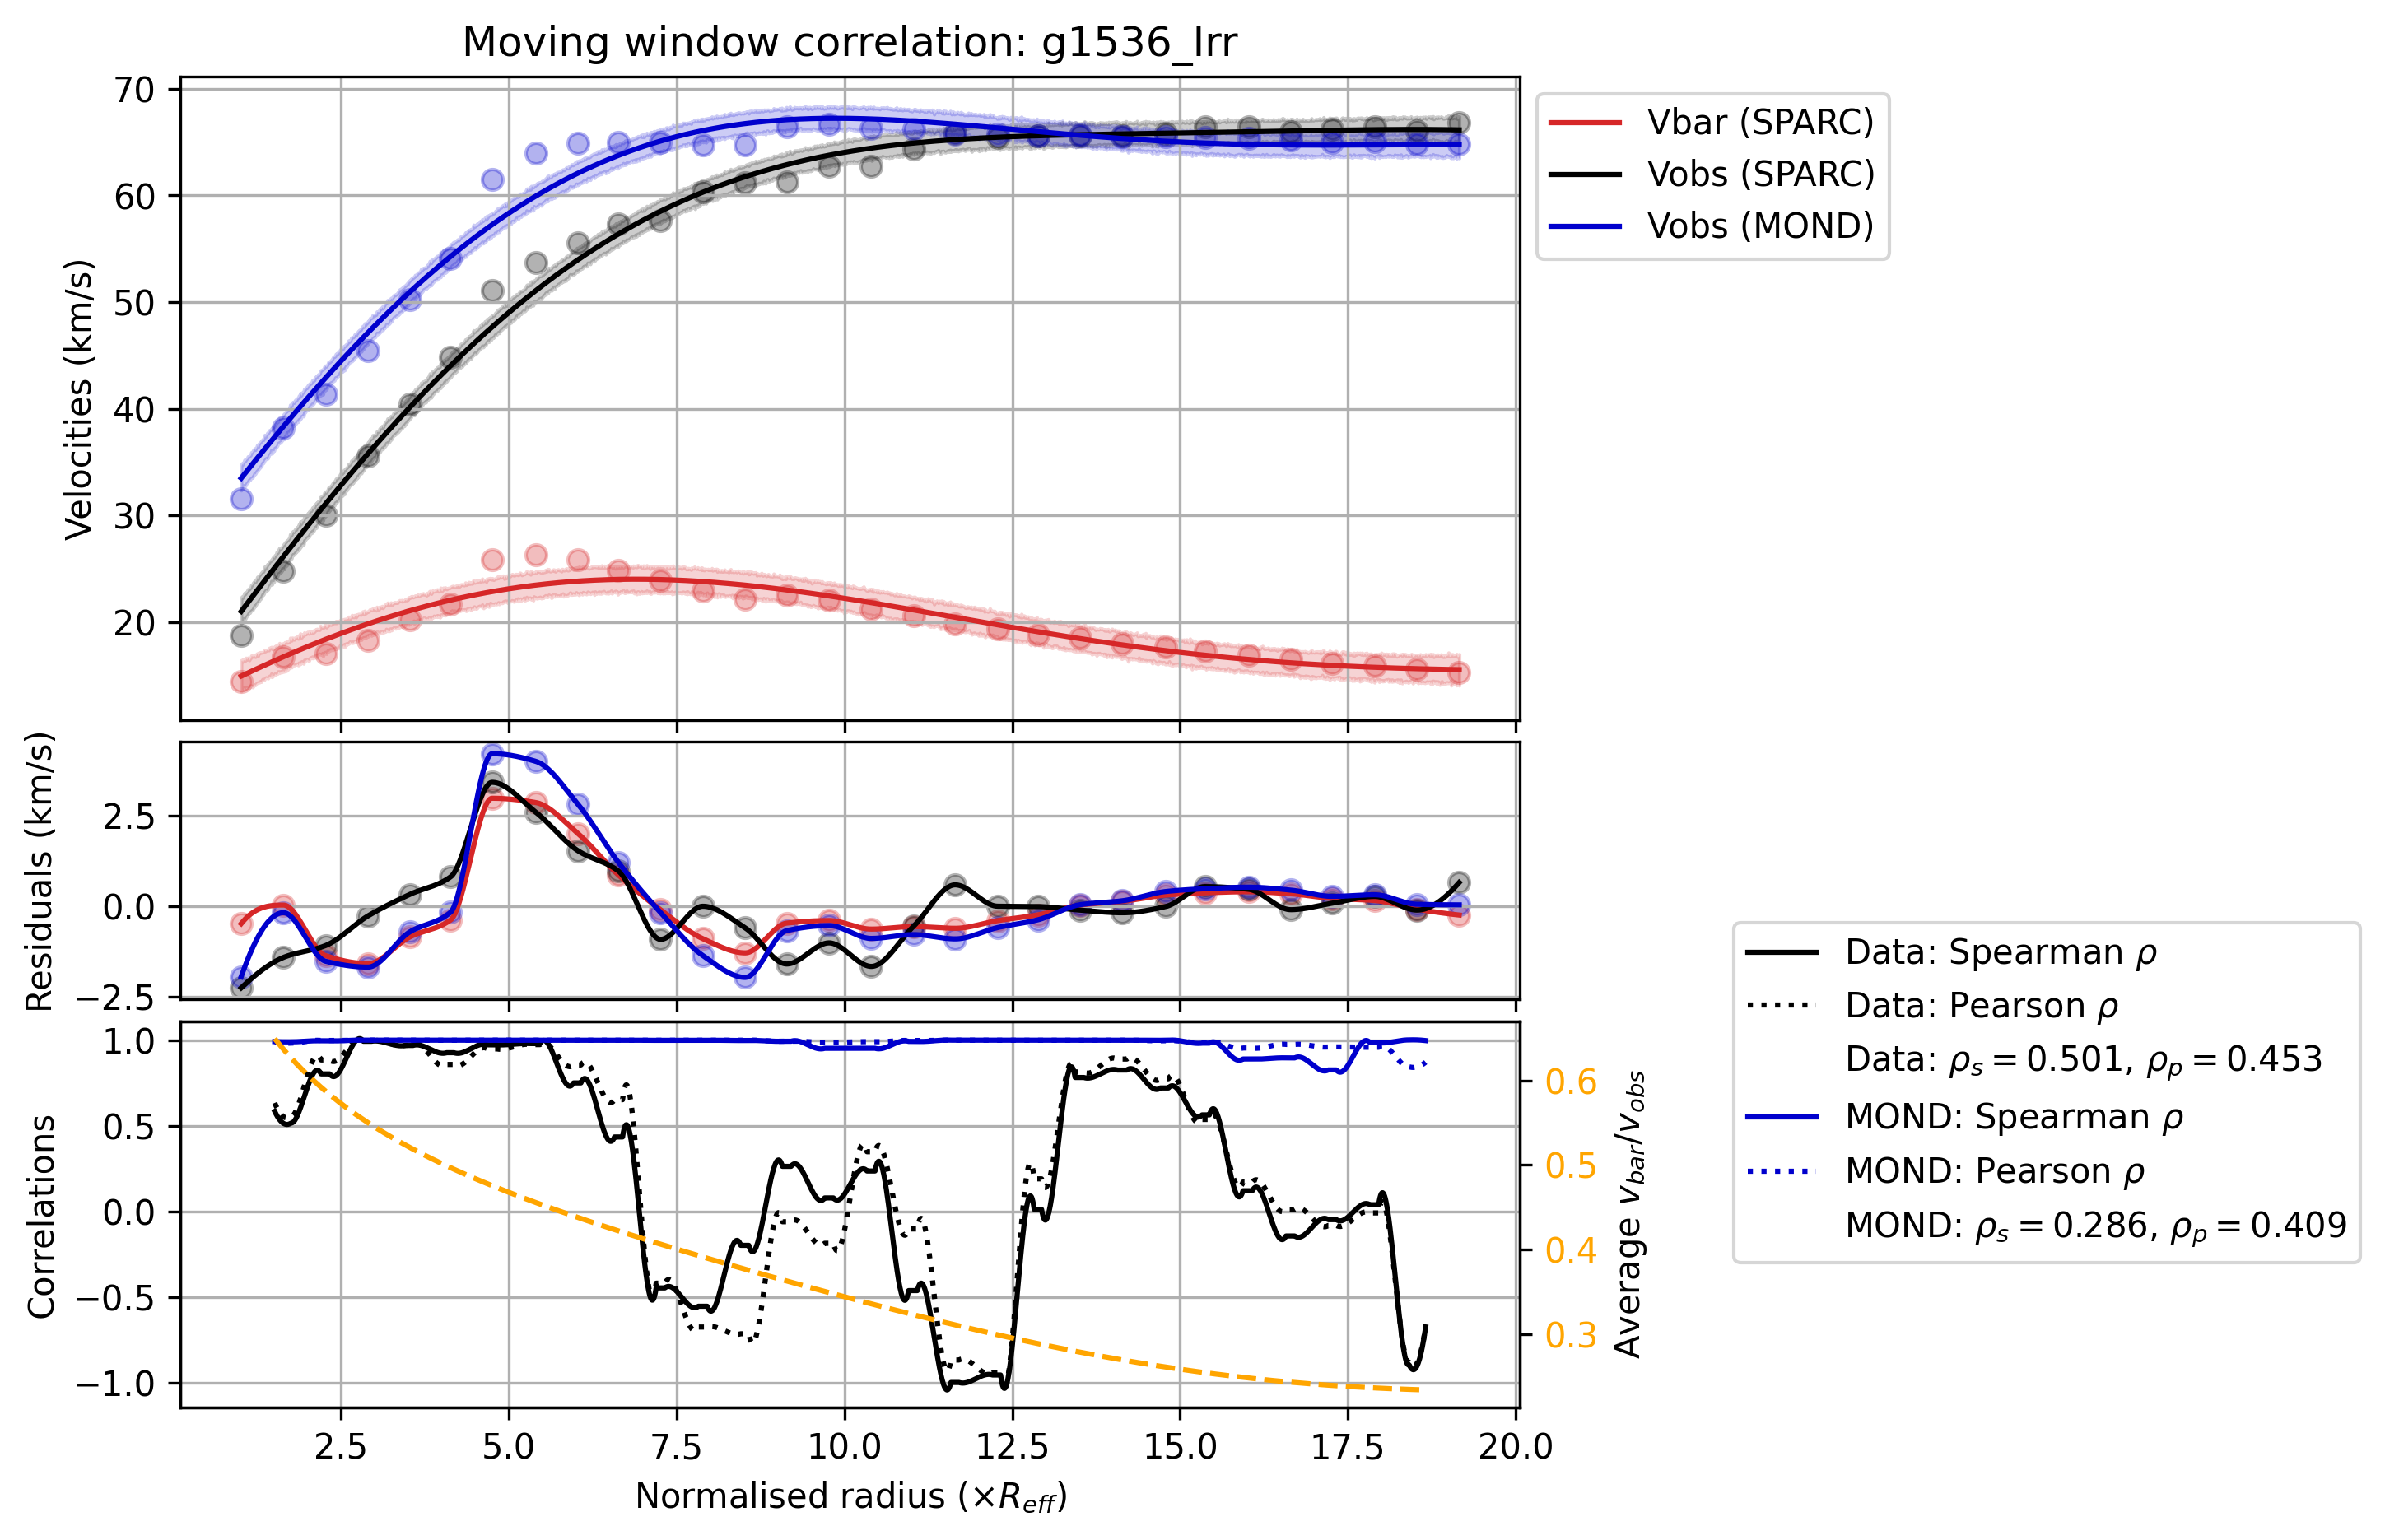 Moving window correlation: g1536_Irr
70
60
50
40
30
20
Velocities (km/s)
Vbar (SPARC)
Vobs (SPARC)
Vobs (MOND)
2.5
0.0
−2.5
Residuals (km/s)
1.0
0.5
0.0
−0.5
−1.0
Correlations
0.6
0.5
0.4
0.3
Average v_bar/v_obs
Data: Spearman ρ
Data: Pearson ρ
Data: ρ_s = 0.501, ρ_p = 0.453
MOND: Spearman ρ
MOND: Pearson ρ
MOND: ρ_s = 0.286, ρ_p = 0.409
2.5 5.0 7.5 10.0 12.5 15.0 17.5 20.0
Normalised radius (×R_eff)